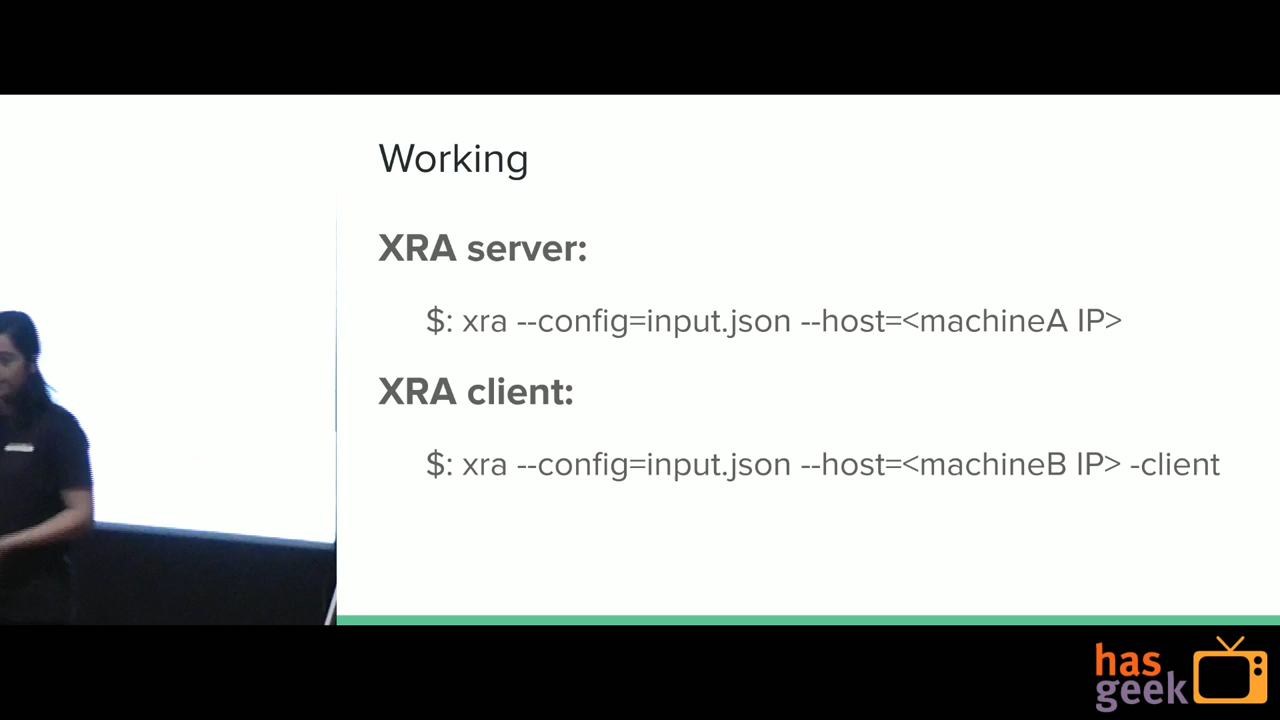 Working
XRA server:
$: xra --config=input.json --host=<machineA IP>
XRA client:
$: xra --config=input.json --host=<machineB IP> -client
has
geek